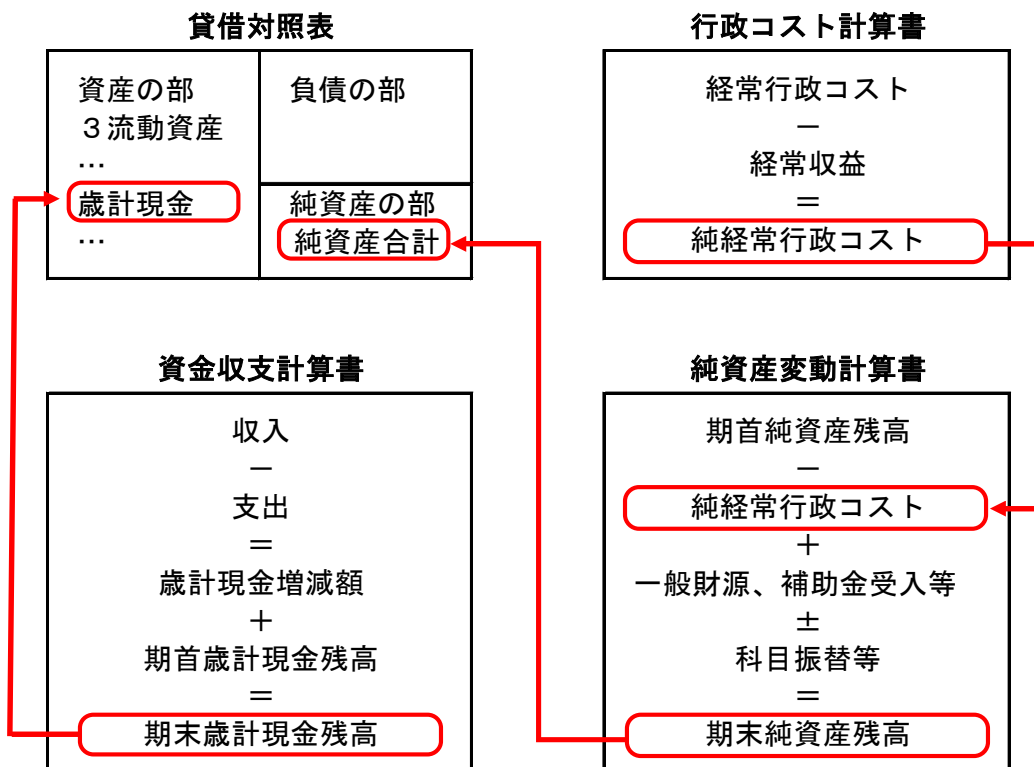 貸借対照表
資産の部
３流動資産
…
歳計現金
…
負債の部
純資産の部
純資産合計
行政コスト計算書
経常行政コスト
－
経常収益
＝
純経常行政コスト
資金収支計算書
収入
－
支出
＝
歳計現金増減額
＋
期首歳計現金残高
＝
期末歳計現金残高
純資産変動計算書
期首純資産残高
－
純経常行政コスト
＋
一般財源、補助金受入等
±
科目振替等
＝
期末純資産残高